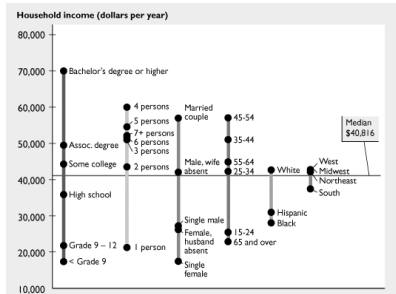 Household income (dollars per year)
80,000
70,000
60,000
50,000
40,000
30,000
20,000
10,000
Bachelor's degree or higher
Assoc. degree
Some college
High school
Grade 9 – 12
< Grade 9
4 persons
5 persons
7+ persons
6 persons
3 persons
2 persons
1 person
Married
couple
Male, wife
absent
Single male
Female,
husband
absent
Single
female
45-54
35-44
55-64
25-34
15-24
65 and over
White
Hispanic
Black
West
Midwest
Northeast
South
Median
$40,816